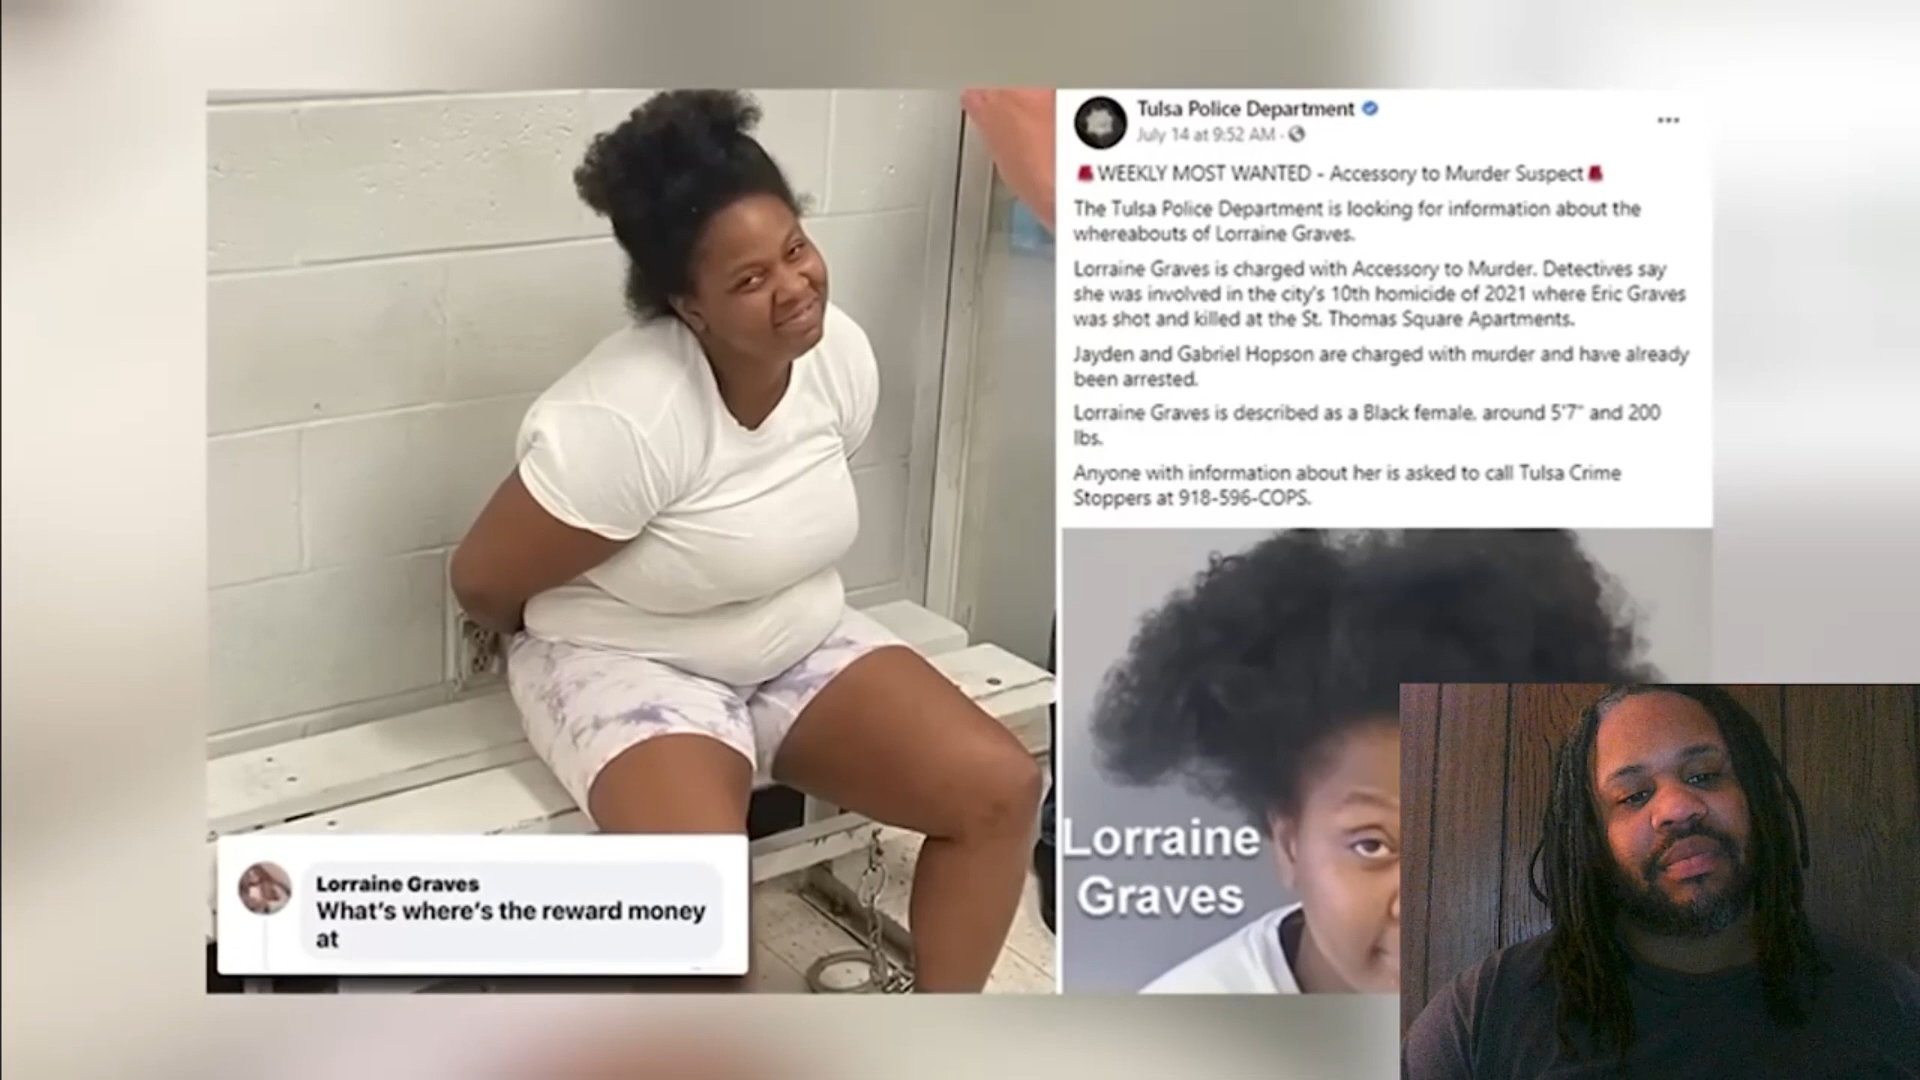 Tulsa Police Department
July 14 at 9:52 AM ·
WEEKLY MOST WANTED - Accessory to Murder Suspect
The Tulsa Police Department is looking for information about the
whereabouts of Lorraine Graves.
Lorraine Graves is charged with Accessory to Murder. Detectives say
she was involved in the city's 10th homicide of 2021 where Eric Graves
was shot and killed at the St. Thomas Square Apartments.
Jayden and Gabriel Hopson are charged with murder and have already
been arrested.
Lorraine Graves is described as a Black female, around 5'7" and 200
lbs.
Anyone with information about her is asked to call Tulsa Crime
Stoppers at 918-596-COPS.
Lorraine
Graves
Lorraine Graves
What's where's the reward money
at